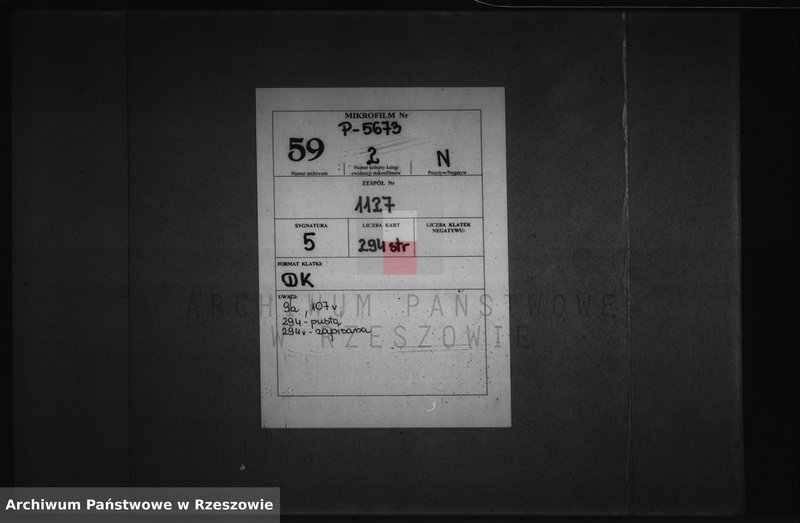 MIKROFILM Nr
P-5673
59
2
N
Numer archiwum
Numer kolejny księgi
ewidencji mikrofilmów
Pozytyw/Negatyw
ZESPÓŁ Nr
1127
SYGNATURA
5
LICZBA KART
294 str
LICZBA KLATEK
NEGATYWU:
FORMAT KLATKI:
K
UWAGI:
9a, 107v
294 - pusta
294v - zapisana
ARCHIWUM PAŃSTWOWE
W RZESZOWIE
Archiwum Państwowe w Rzeszowie